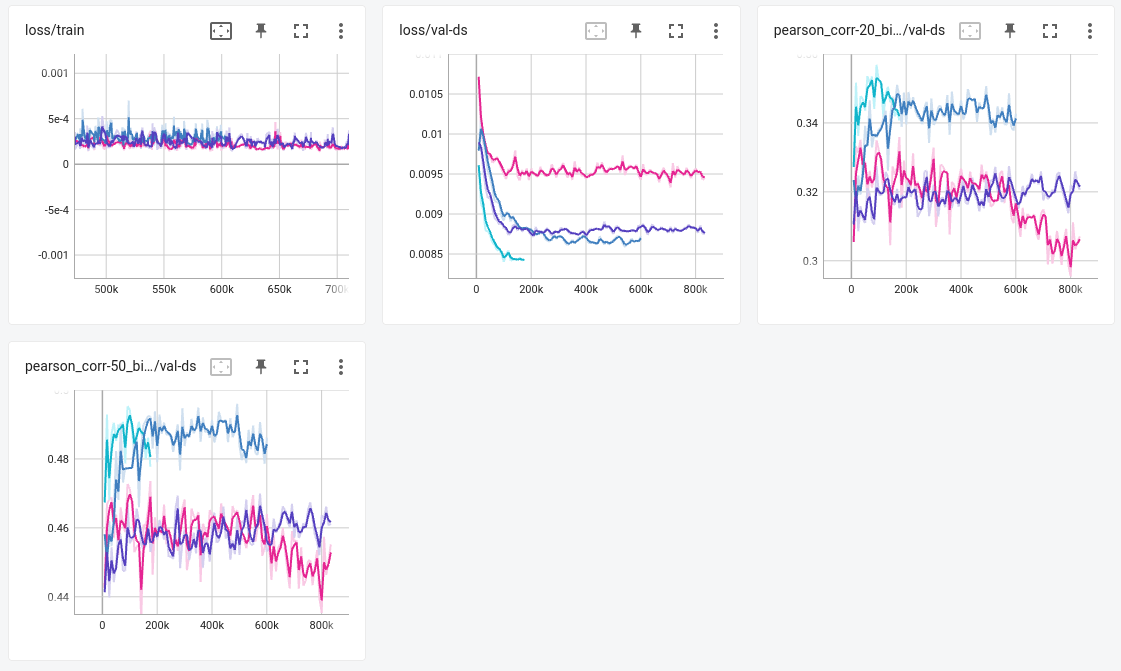 loss/train
0.001
5e-4
0
-5e-4
-0.001
500k 550k 600k 650k 700k
loss/val-ds
0.0105
0.01
0.0095
0.009
0.0085
0 200k 400k 600k 800k
pearson_corr-20_bi…/val-ds
0.34
0.32
0.3
0 200k 400k 600k 800k
pearson_corr-50_bi…/val-ds
0.48
0.46
0.44
0 200k 400k 600k 800k